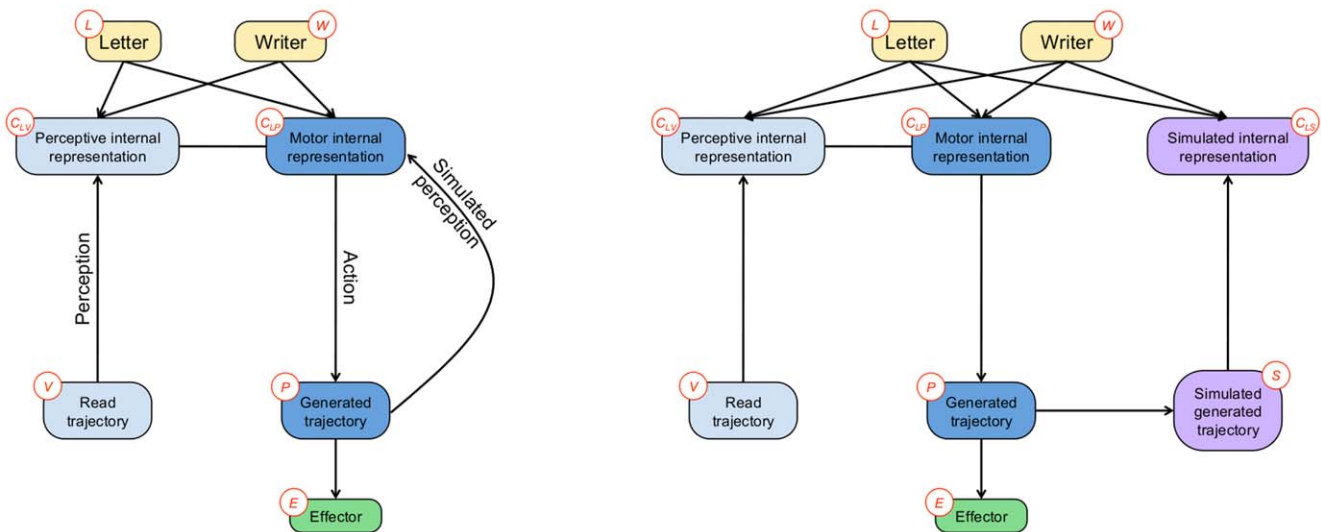 L
Letter
W
Writer
C_LV
Perceptive internal
representation
C_LP
Motor internal
representation
Simulated
perception
Perception
Action
V
Read
trajectory
P
Generated
trajectory
E
Effector
L
Letter
W
Writer
C_LV
Perceptive internal
representation
C_LP
Motor internal
representation
Simulated internal
representation
C_LS
V
Read
trajectory
P
Generated
trajectory
S
Simulated
generated
trajectory
E
Effector